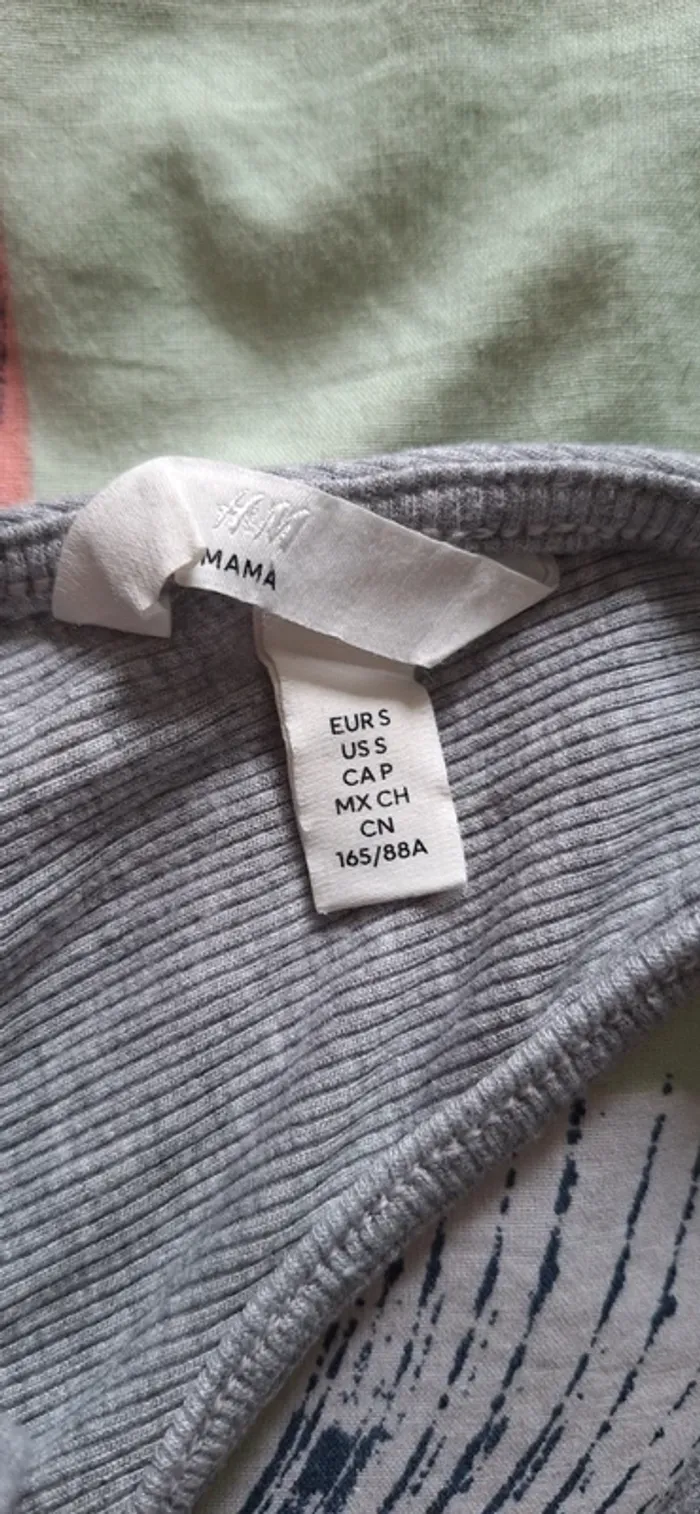 H&M
MAMA
EUR S
US S
CA P
MX CH
CN
165/88A